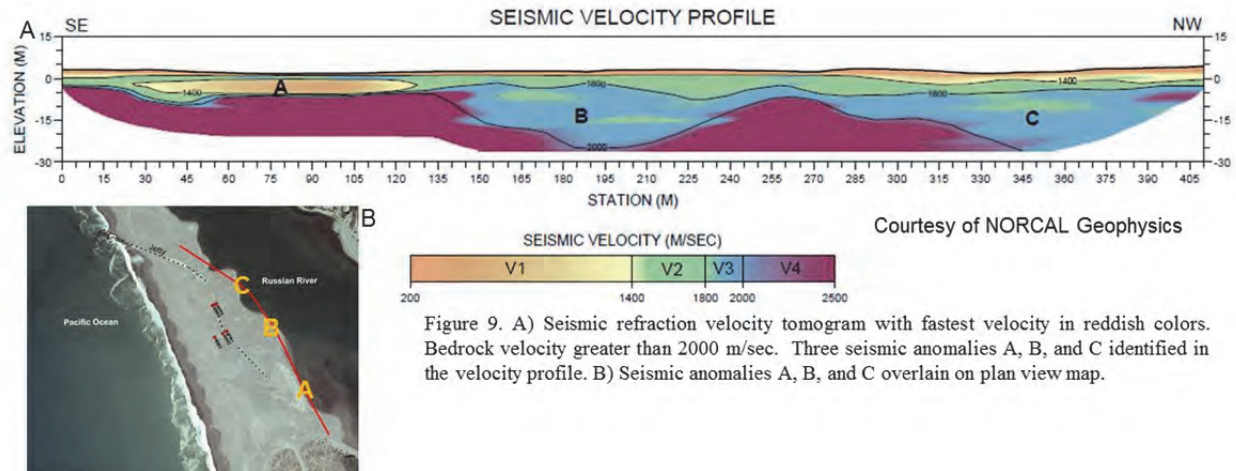 A
SE
SEISMIC VELOCITY PROFILE
NW
ELEVATION (M)
15
0
-15
-30
15
0
-15
-30
1400
A
1800
B
2000
1800
C
1400
0 15 30 45 60 75 90 105 120 135 150 165 180 195 210 225 240 255 270 285 300 315 330 345 360 375 390 405
STATION (M)
B
Jetty
Russian River
Pacific Ocean
C
B
A
Courtesy of NORCAL Geophysics
SEISMIC VELOCITY (M/SEC)
V1 V2 V3 V4
200 1400 1800 2000 2500
Figure 9. A) Seismic refraction velocity tomogram with fastest velocity in reddish colors.
Bedrock velocity greater than 2000 m/sec. Three seismic anomalies A, B, and C identified in
the velocity profile. B) Seismic anomalies A, B, and C overlain on plan view map.